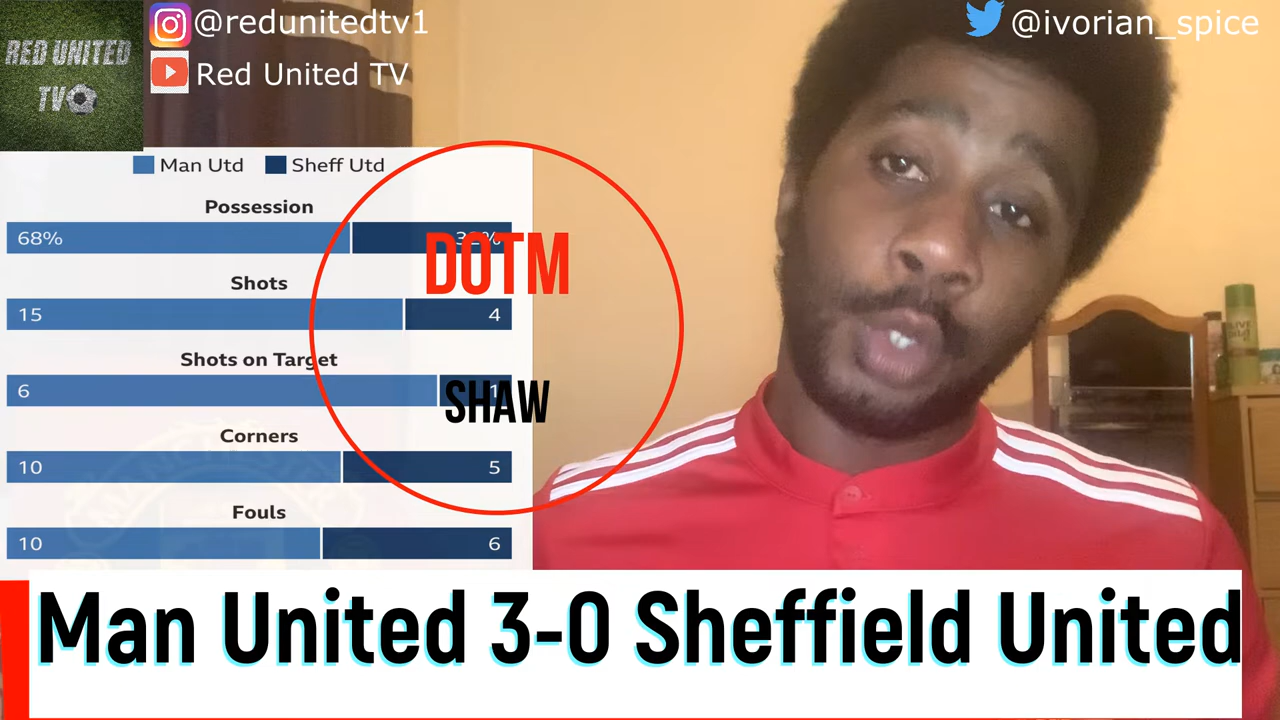 @redunitedtv1
@ivorian_spice
RED UNITED
TV
Red United TV
Man Utd Sheff Utd
Possession
68%
DOTM
Shots
15 4
Shots on Target
6 1
SHAW
Corners
10 5
Fouls
10 6
Man United 3-0 Sheffield United